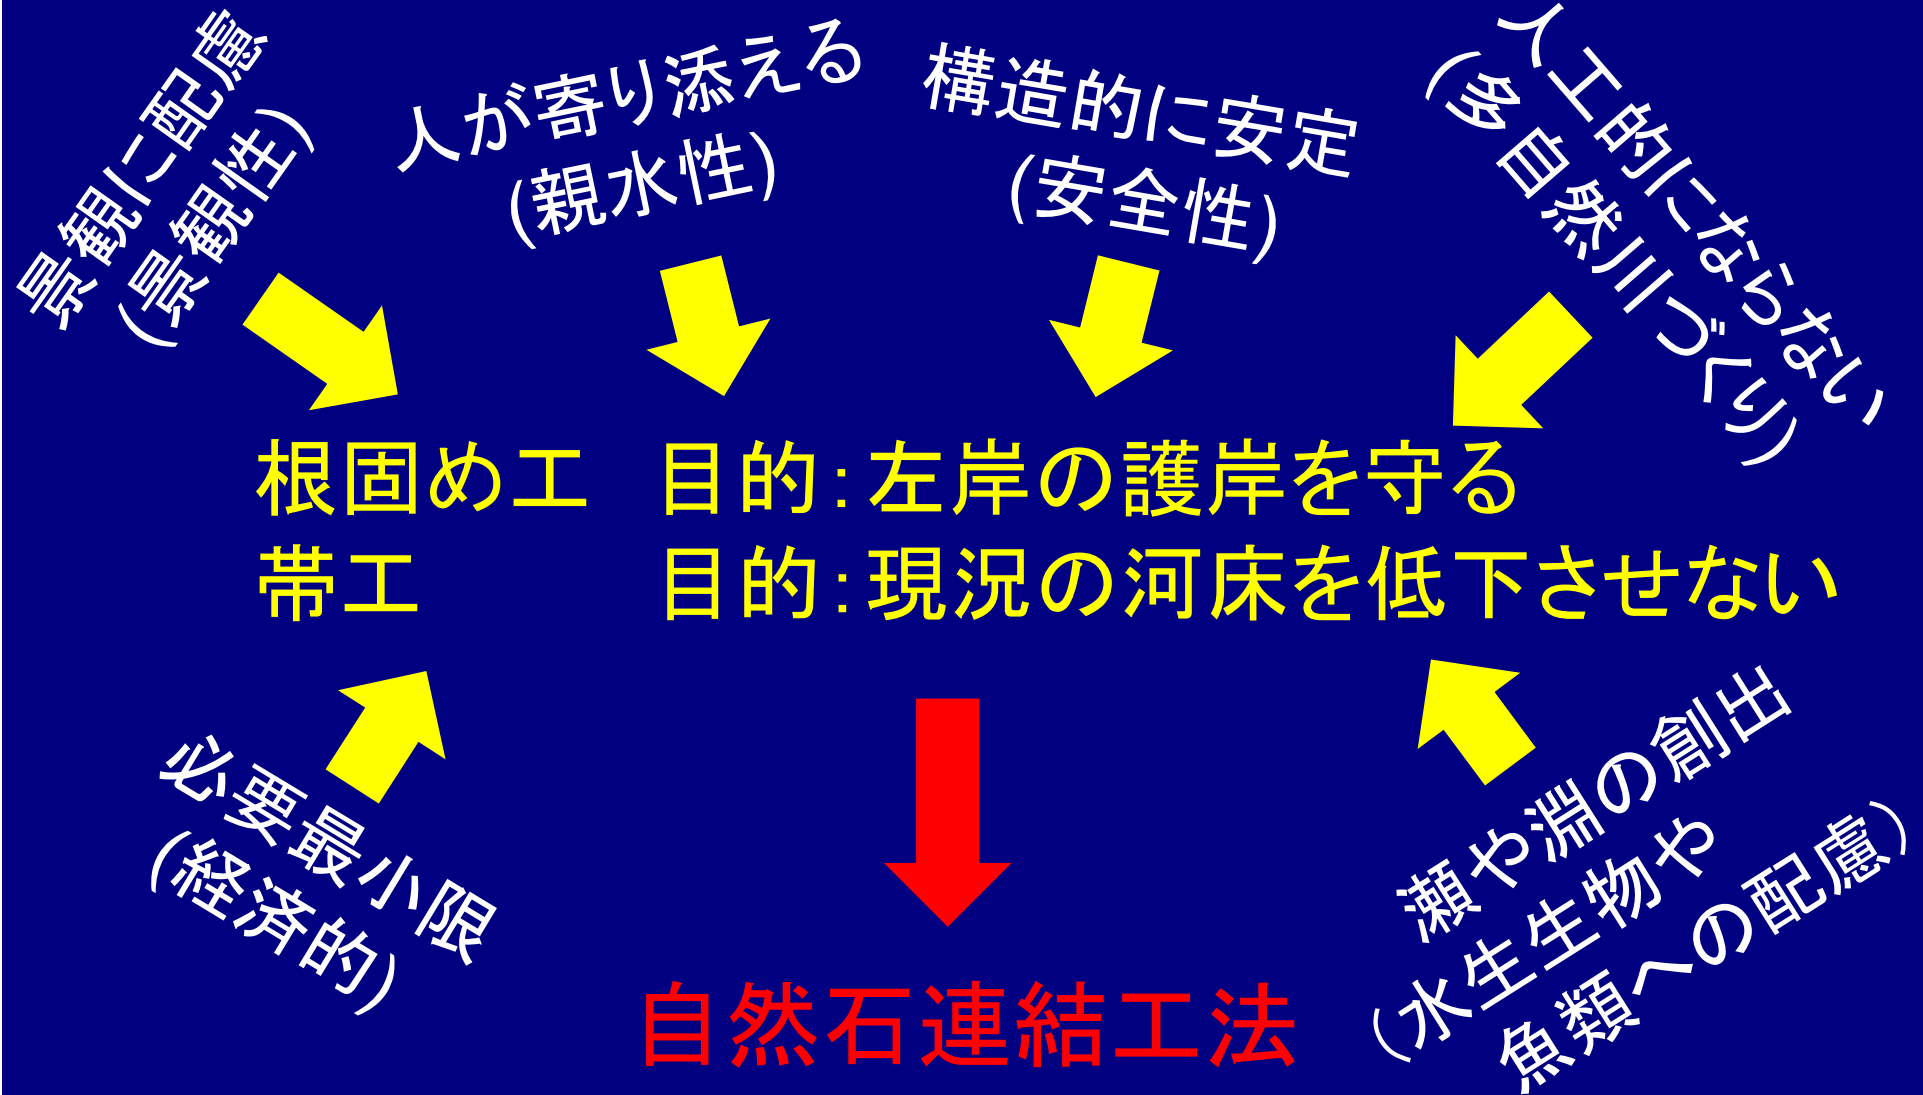 景観に配慮
(景観性)
人が寄り添える
(親水性)
構造的に安定
(安全性)
人工的にならない
(多自然川づくり)
根固め工 目的：左岸の護岸を守る
帯工 目的：現況の河床を低下させない
必要最小限
(経済的)
瀬や淵の創出
（水生生物や
魚類への配慮）
自然石連結工法